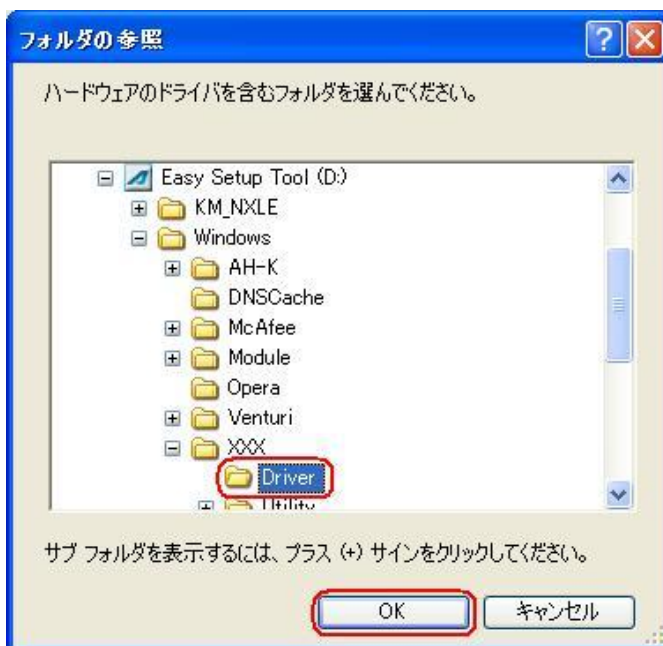 フォルダの参照
ハードウェアのドライバを含むフォルダを選んでください。
Easy Setup Tool (D:)
KM_NXLE
Windows
AH-K
DNSCache
McAfee
Module
Opera
Venturi
XXX
Driver
Utility
サブ フォルダを表示するには、プラス (+) サインをクリックしてください。
OK キャンセル